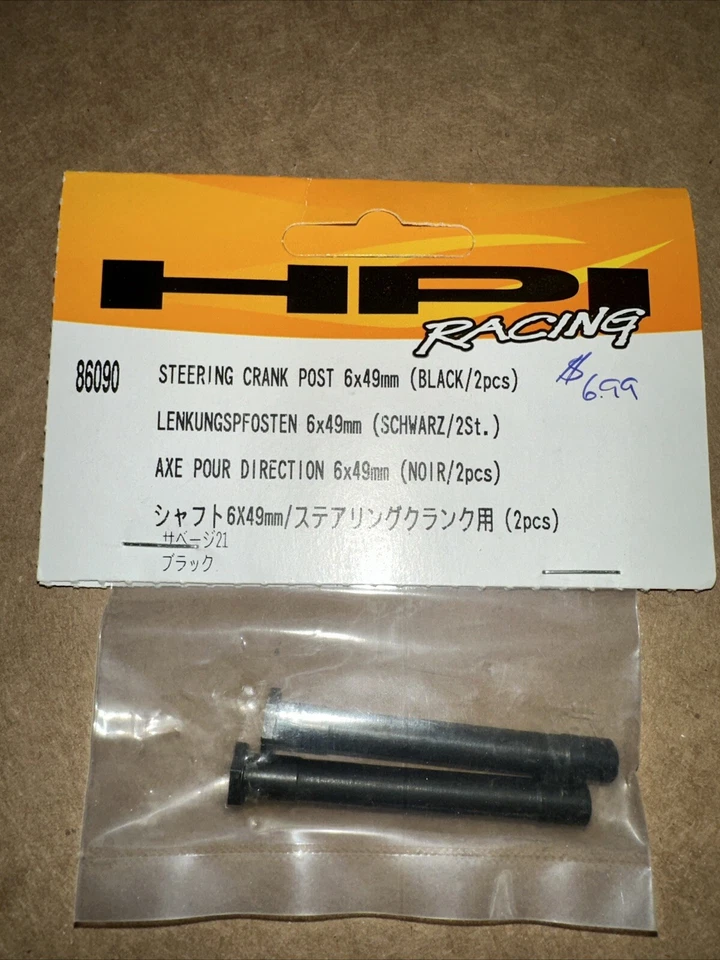 HPI
RACING
86090 STEERING CRANK POST 6x49mm (BLACK/2pcs)
$6.99
LENKUNGSPFOSTEN 6x49mm (SCHWARZ/2St.)
AXE POUR DIRECTION 6x49mm (NOIR/2pcs)
シャフト6X49mm/ステアリングクランク用 (2pcs)
サベージ21
ブラック